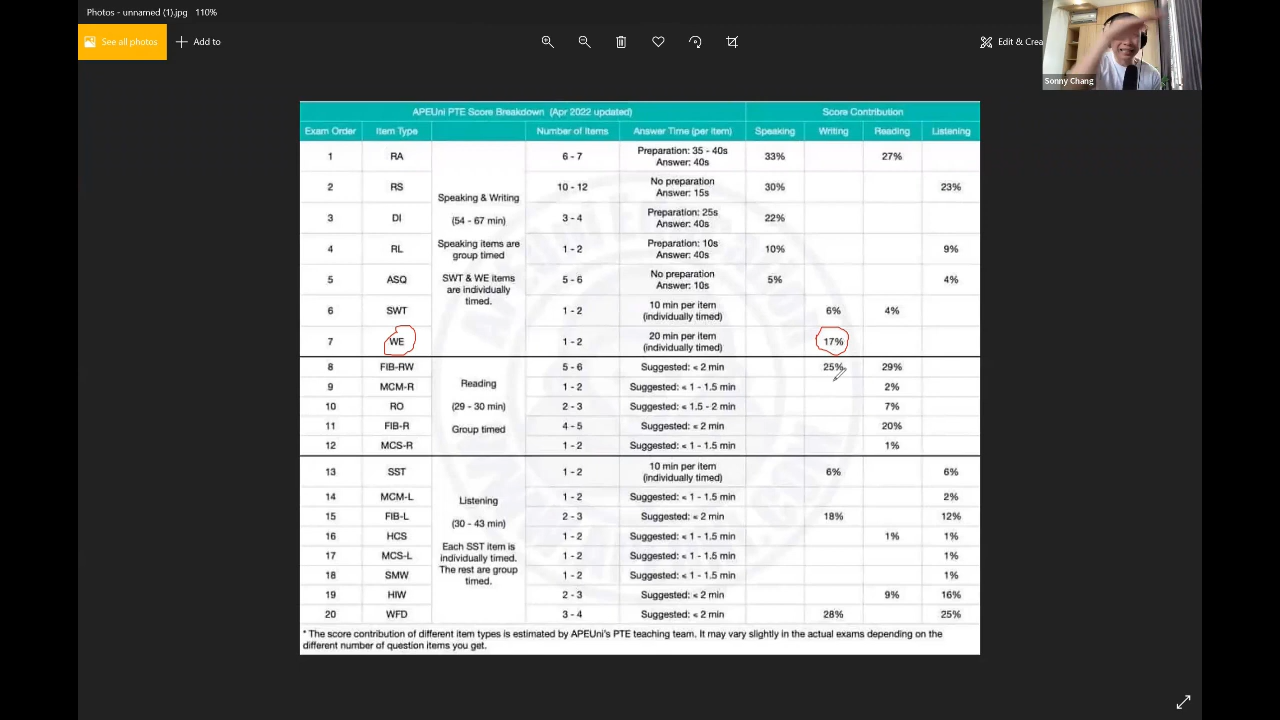 Photos - unnamed (1).jpg 110%
See all photos
Add to
Edit & Crea
Sonny Chang
APEUni PTE Score Breakdown (Apr 2022 updated) Score Contribution
Exam Order Item Type Number of Items Answer Time (per item) Speaking Writing Reading Listening
1 RA 6 - 7 Preparation: 35 - 40s Answer: 40s 33% 27%
2 RS 10 - 12 No preparation Answer: 15s 30% 23%
3 DI 3 - 4 Preparation: 25s Answer: 40s 22%
4 RL 1 - 2 Preparation: 10s Answer: 40s 10% 9%
5 ASQ 5 - 6 No preparation Answer: 10s 5% 4%
6 SWT 1 - 2 10 min per item (individually timed) 6% 4%
7 WE 1 - 2 20 min per item (individually timed) 17%
Speaking & Writing
(54 - 67 min)
Speaking items are
group timed
SWT & WE items
are individually
timed.
8 FIB-RW 5 - 6 Suggested: < 2 min 25% 29%
9 MCM-R 1 - 2 Suggested: < 1 - 1.5 min 2%
10 RO 2 - 3 Suggested: < 1.5 - 2 min 7%
11 FIB-R 4 - 5 Suggested: < 2 min 20%
12 MCS-R 1 - 2 Suggested: < 1 - 1.5 min 1%
Reading
(29 - 30 min)
Group timed
13 SST 1 - 2 10 min per item (individually timed) 6% 6%
14 MCM-L 1 - 2 Suggested: < 1 - 1.5 min 2%
15 FIB-L 2 - 3 Suggested: < 2 min 18% 12%
16 HCS 1 - 2 Suggested: < 1 - 1.5 min 1% 1%
17 MCS-L 1 - 2 Suggested: < 1 - 1.5 min 1%
18 SMW 1 - 2 Suggested: < 1 - 1.5 min 1%
19 HIW 2 - 3 Suggested: < 2 min 9% 16%
20 WFD 3 - 4 Suggested: < 2 min 28% 25%
Listening
(30 - 43 min)
Each SST item is
individually timed.
The rest are group
timed.
* The score contribution of different item types is estimated by APEUni's PTE teaching team. It may vary slightly in the actual exams depending on the
different number of question items you get.